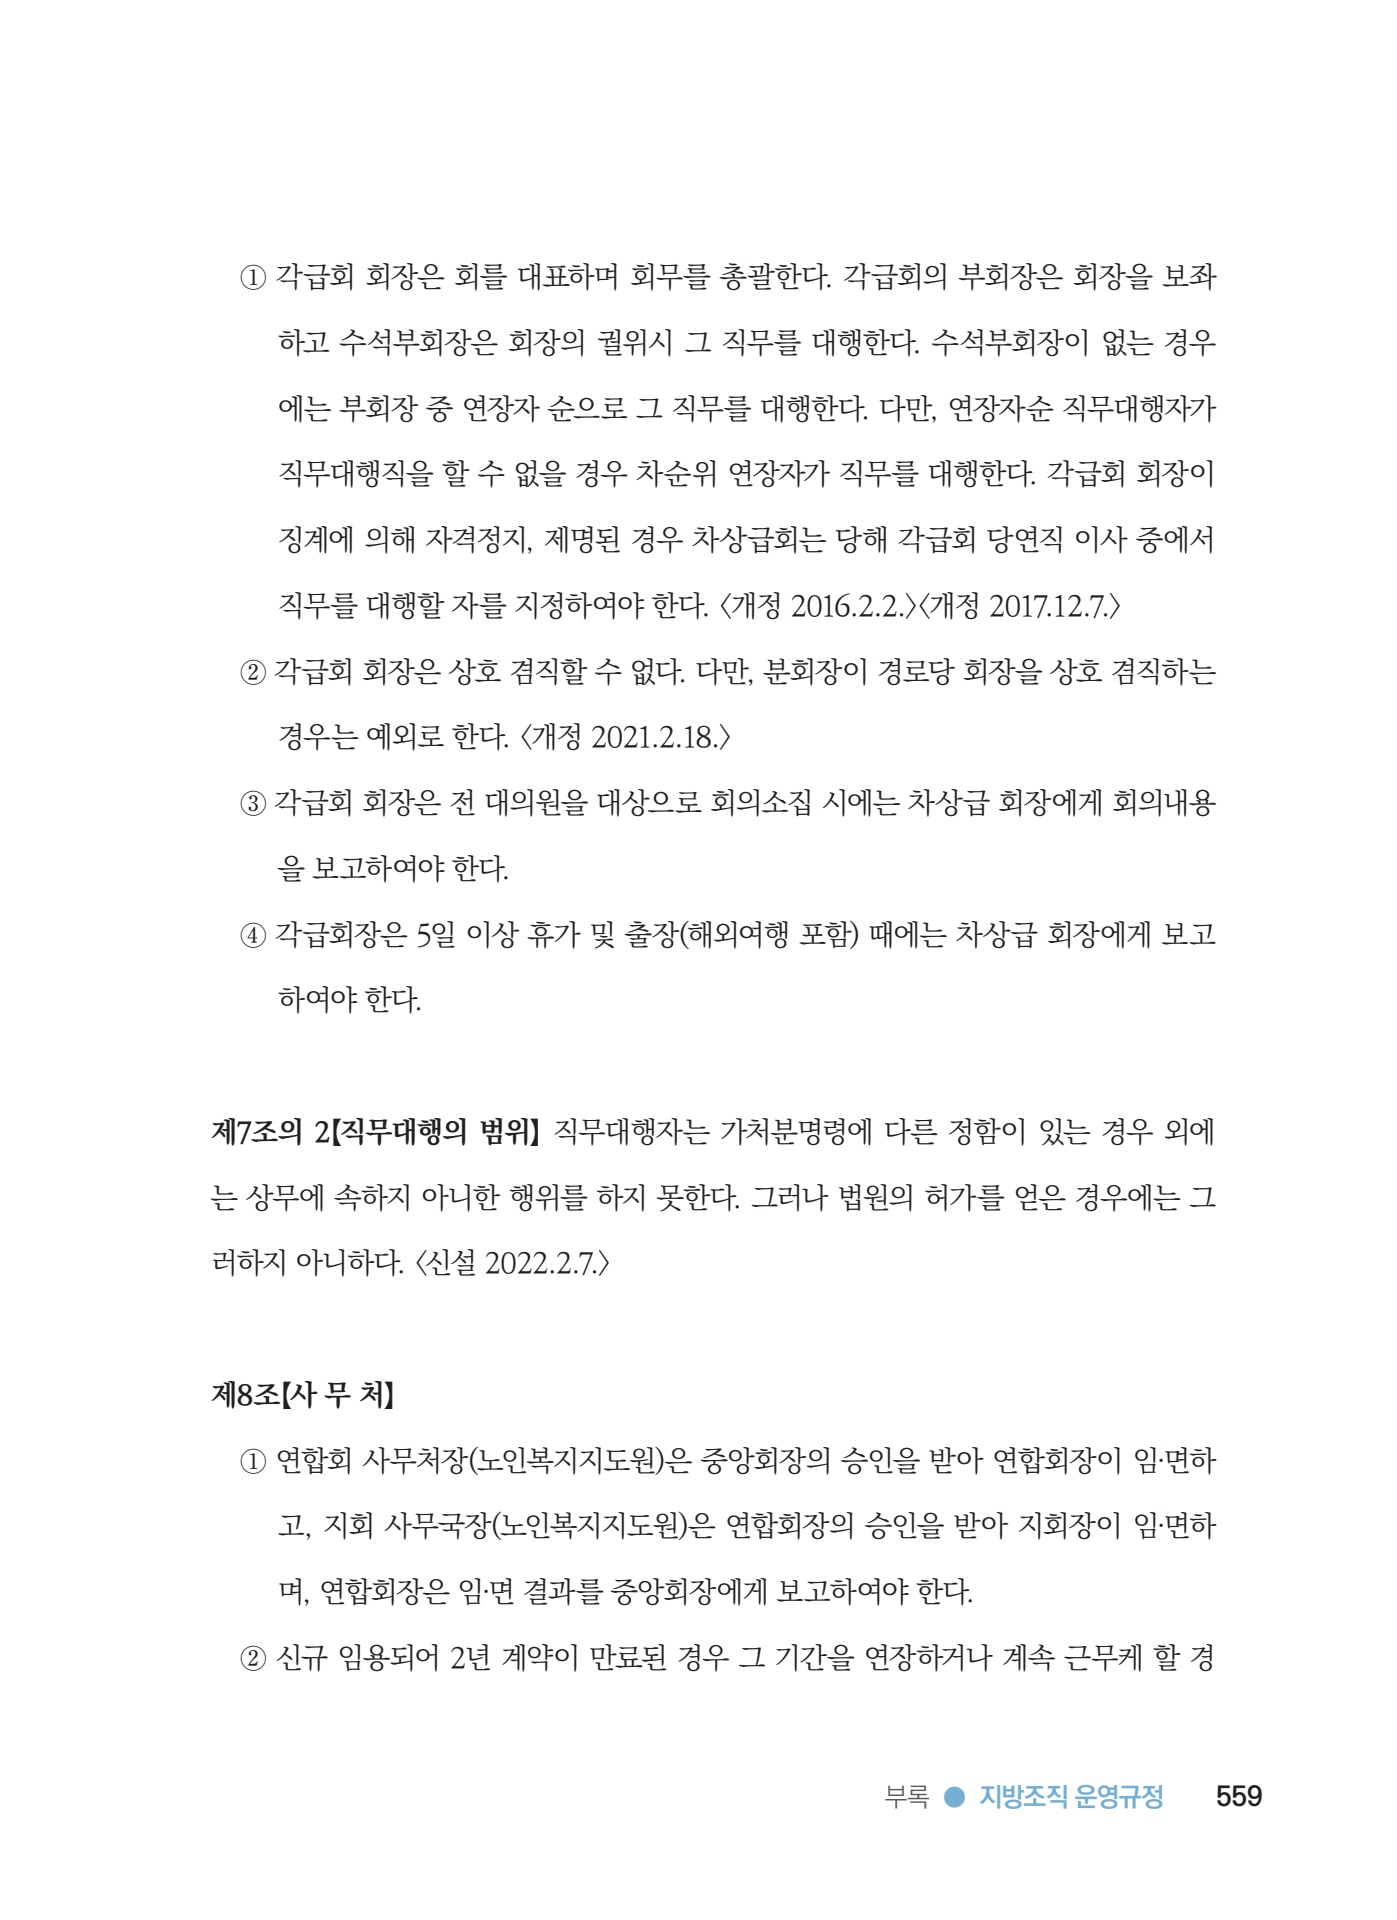 ① 각급회 회장은 회를 대표하며 회무를 총괄한다. 각급회의 부회장은 회장을 보좌
하고 수석부회장은 회장의 궐위시 그 직무를 대행한다. 수석부회장이 없는 경우
에는 부회장 중 연장자 순으로 그 직무를 대행한다. 다만, 연장자순 직무대행자가
직무대행직을 할 수 없을 경우 차순위 연장자가 직무를 대행한다. 각급회 회장이
징계에 의해 자격정지, 제명된 경우 차상급회는 당해 각급회 당연직 이사 중에서
직무를 대행할 자를 지정하여야 한다. 〈개정 2016.2.2.〉〈개정 2017.12.7.〉
② 각급회 회장은 상호 겸직할 수 없다. 다만, 분회장이 경로당 회장을 상호 겸직하는
경우는 예외로 한다. 〈개정 2021.2.18.〉
③ 각급회 회장은 전 대의원을 대상으로 회의소집 시에는 차상급 회장에게 회의내용
을 보고하여야 한다.
④ 각급회장은 5일 이상 휴가 및 출장(해외여행 포함) 때에는 차상급 회장에게 보고
하여야 한다.
제7조의 2【직무대행의 범위】 직무대행자는 가처분명령에 다른 정함이 있는 경우 외에
는 상무에 속하지 아니한 행위를 하지 못한다. 그러나 법원의 허가를 얻은 경우에는 그
러하지 아니하다. 〈신설 2022.2.7.〉
제8조【사 무 처】
① 연합회 사무처장(노인복지지도원)은 중앙회장의 승인을 받아 연합회장이 임·면하
고, 지회 사무국장(노인복지지도원)은 연합회장의 승인을 받아 지회장이 임·면하
며, 연합회장은 임·면 결과를 중앙회장에게 보고하여야 한다.
② 신규 임용되어 2년 계약이 만료된 경우 그 기간을 연장하거나 계속 근무케 할 경
부록 ● 지방조직 운영규정 559